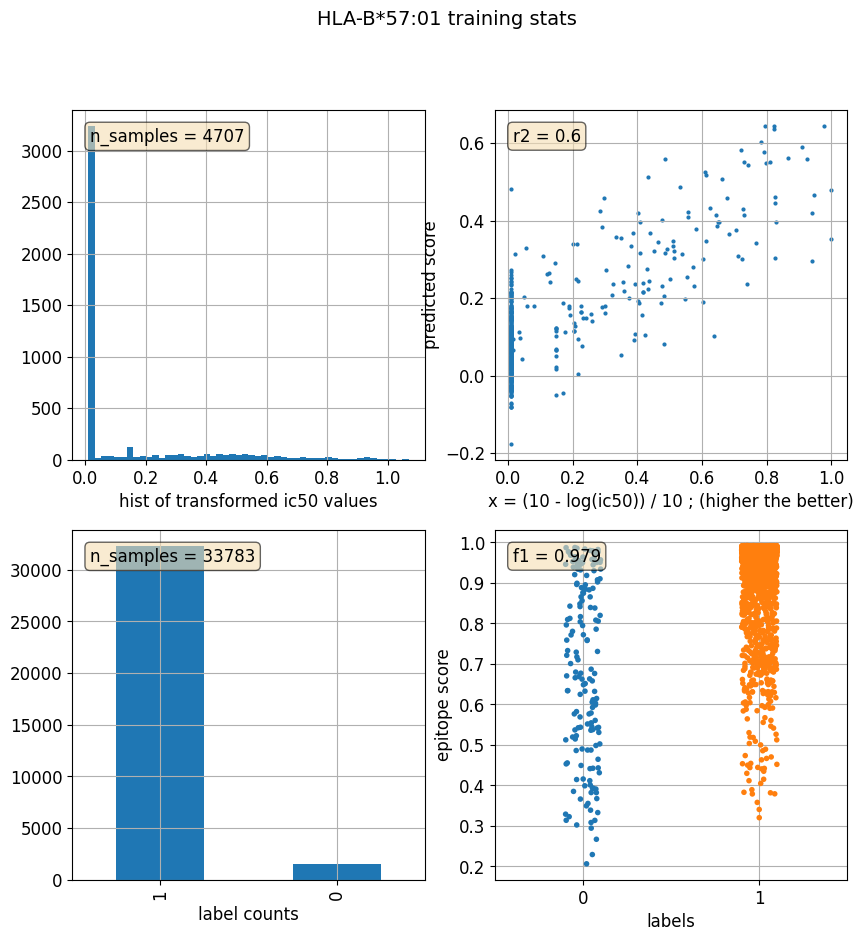 HLA-B*57:01 training stats
n_samples = 4707
3000
2500
2000
1500
1000
500
0
0.0 0.2 0.4 0.6 0.8 1.0
hist of transformed ic50 values
r2 = 0.6
predicted score
0.6
0.4
0.2
0.0
−0.2
0.0 0.2 0.4 0.6 0.8 1.0
x = (10 - log(ic50)) / 10 ; (higher the better)
n_samples = 33783
30000
25000
20000
15000
10000
5000
0
1 0
label counts
f1 = 0.979
epitope score
1.0
0.9
0.8
0.7
0.6
0.5
0.4
0.3
0.2
0 1
labels